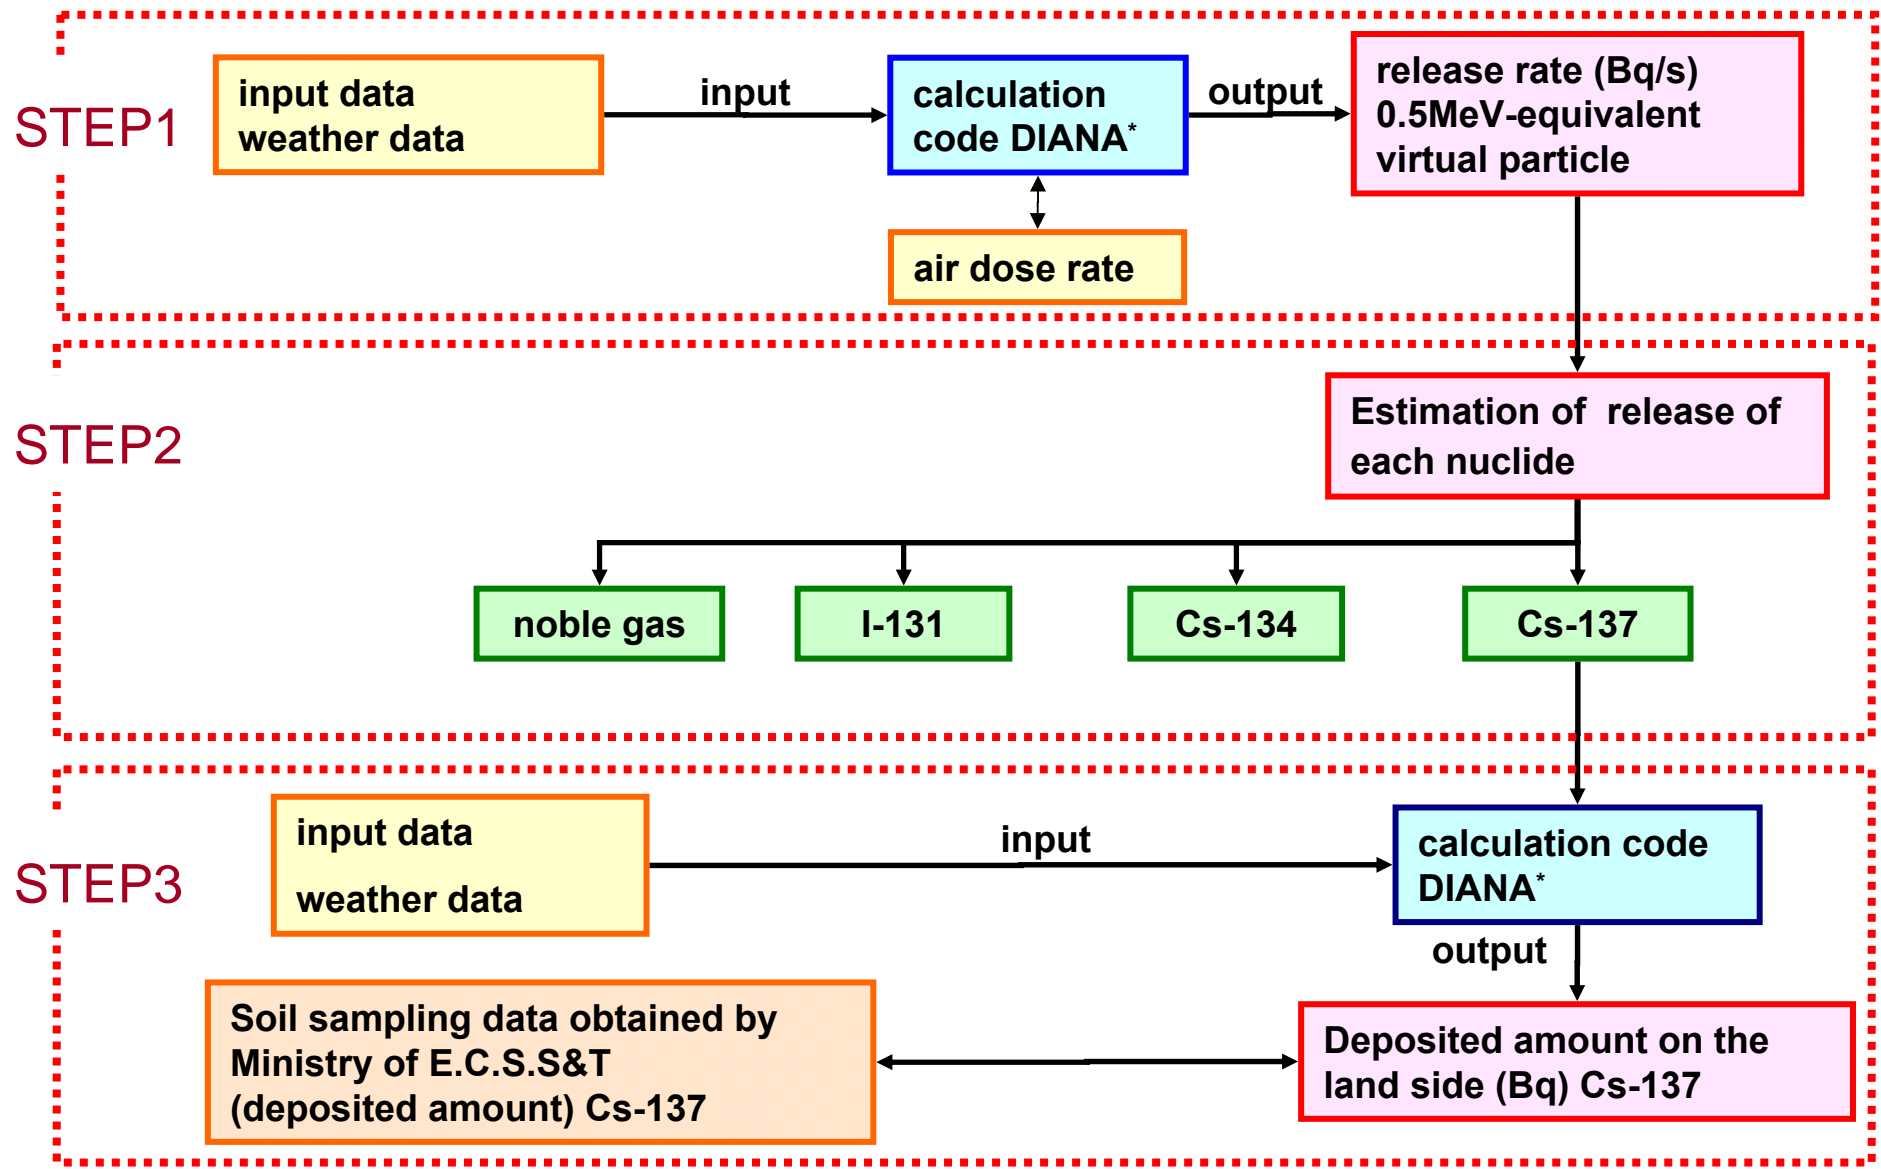 STEP1
input data
weather data
input
calculation
code DIANA*
output
release rate (Bq/s)
0.5MeV-equivalent
virtual particle
air dose rate
STEP2
Estimation of release of
each nuclide
noble gas
I-131
Cs-134
Cs-137
STEP3
input data
weather data
input
calculation code
DIANA*
output
Soil sampling data obtained by
Ministry of E.C.S.S&T
(deposited amount) Cs-137
Deposited amount on the
land side (Bq) Cs-137